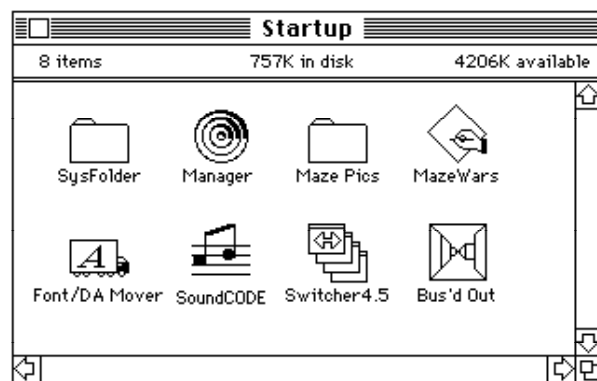 Startup
8 items 757K in disk 4206K available
SysFolder Manager Maze Pics MazeWars
A
Font/DA Mover SoundCODE Switcher4.5 Bus'd Out